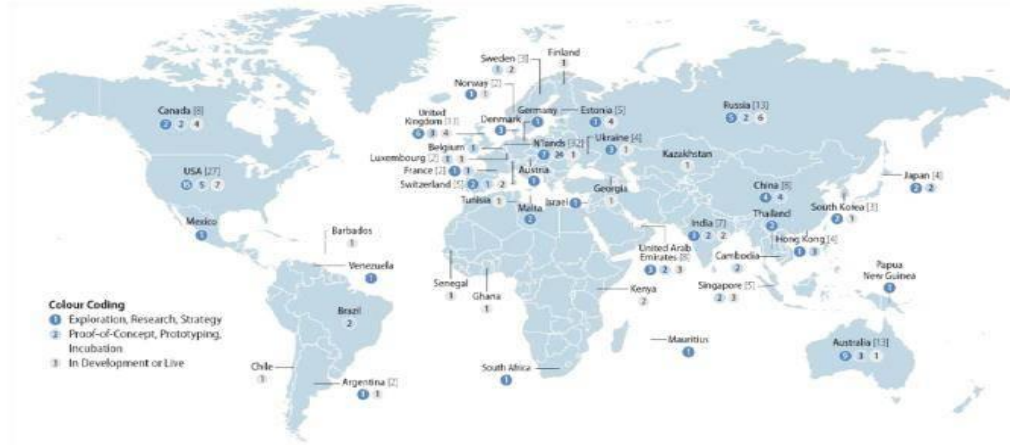 Finland
1
Sweden [3]
1 2
Norway [2]
1 1
Canada [8]
2 2 4
United
Kingdom [13]
6 3 4
Denmark
3
Germany
1
Estonia [5]
1 4
Russia [13]
5 2 6
Belgium 1
N'lands [32]
7 24 1
Ukraine [4]
3 1
Luxembourg [2] 1 1
France [2] 1 1
Austria
1
Kazakhstan
1
USA [27]
15 5 7
Switzerland [5] 2 1 2
Georgia
1
Japan [4]
2 2
China [8]
4 4
South Korea [3]
2 1
Tunisia 1
Malta
2
Israel 1
Mexico
1
India [7]
3 2 2
Thailand
2
Hong Kong [4]
1 3
Barbados
1
United Arab
Emirates [8]
3 2 3
Cambodia
2
Venezuela
1
Papua
New Guinea
1
Senegal
1
Ghana
1
Kenya
2
Singapore [5]
2 3
Colour Coding
1 Exploration, Research, Strategy
2 Proof-of-Concept, Prototyping,
Incubation
3 In Development or Live
Brazil
2
Mauritius
1
Australia [13]
9 3 1
Chile
1
Argentina [2]
1 1
South Africa
1